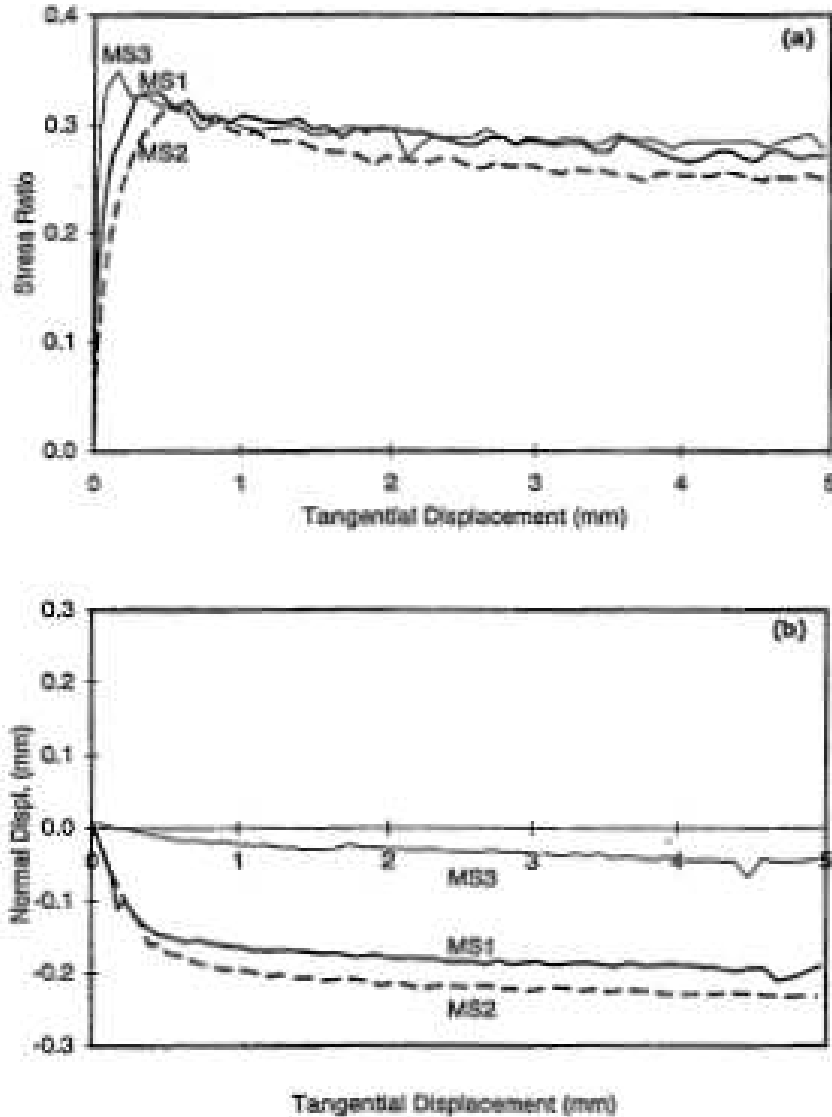 0.4
(a)
MS3
MS1
0.3
MS2
Stress Ratio
0.2
0.1
0.0
0 1 2 3 4 5
Tangential Displacement (mm)
0.3
(b)
0.2
0.1
Normal Displ. (mm)
0.0
0 1 2 3 4 5
MS3
-0.1
MS1
-0.2
MS2
-0.3
Tangential Displacement (mm)